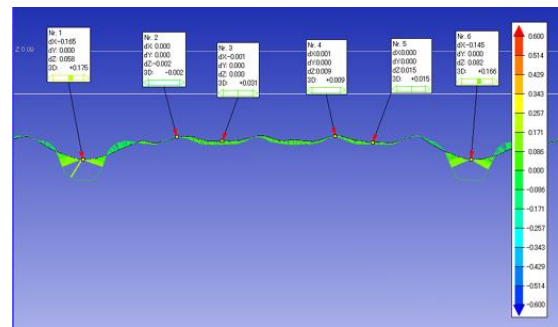 Nr. 1
dX:-0.165
dY: 0.000
dZ: 0.058
3D: +0.175
Nr. 2
dX: 0.000
dY: 0.000
dZ:-0.002
3D: -0.002
Nr. 3
dX:-0.001
dY: 0.000
dZ: 0.000
3D: +0.031
Nr. 4
dX:0.001
dY:0.000
dZ:0.009
3D: +0.009
Nr. 5
dX:0.000
dY:0.000
dZ:0.015
3D: +0.015
Nr. 6
dX:-0.145
dY: 0.000
dZ: 0.082
3D: +0.166
0.600
0.514
0.429
0.343
0.257
0.171
0.086
0.000
-0.086
-0.171
-0.257
-0.343
-0.429
-0.514
-0.600